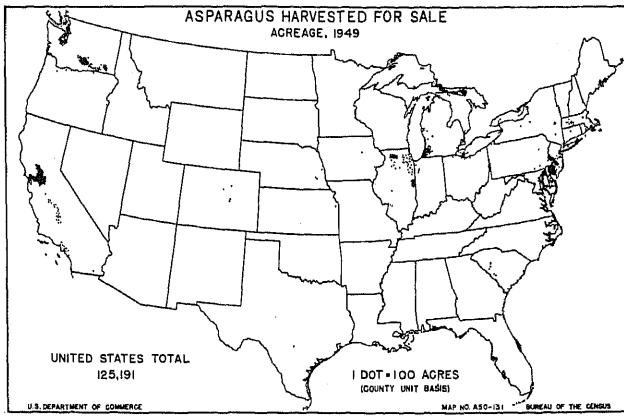 ASPARAGUS HARVESTED FOR SALE
ACREAGE, 1949
UNITED STATES TOTAL
125,191
1 DOT=100 ACRES
(COUNTY UNIT BASIS)
U.S. DEPARTMENT OF COMMERCE
MAP NO. A50-131
BUREAU OF THE CENSUS